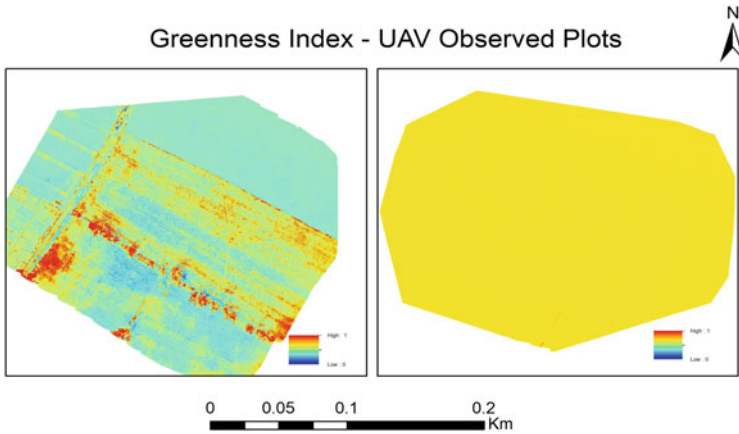 Greenness Index - UAV Observed Plots
N
High : 1
Low : 0
High : 1
Low : 0
0 0.05 0.1 0.2
Km